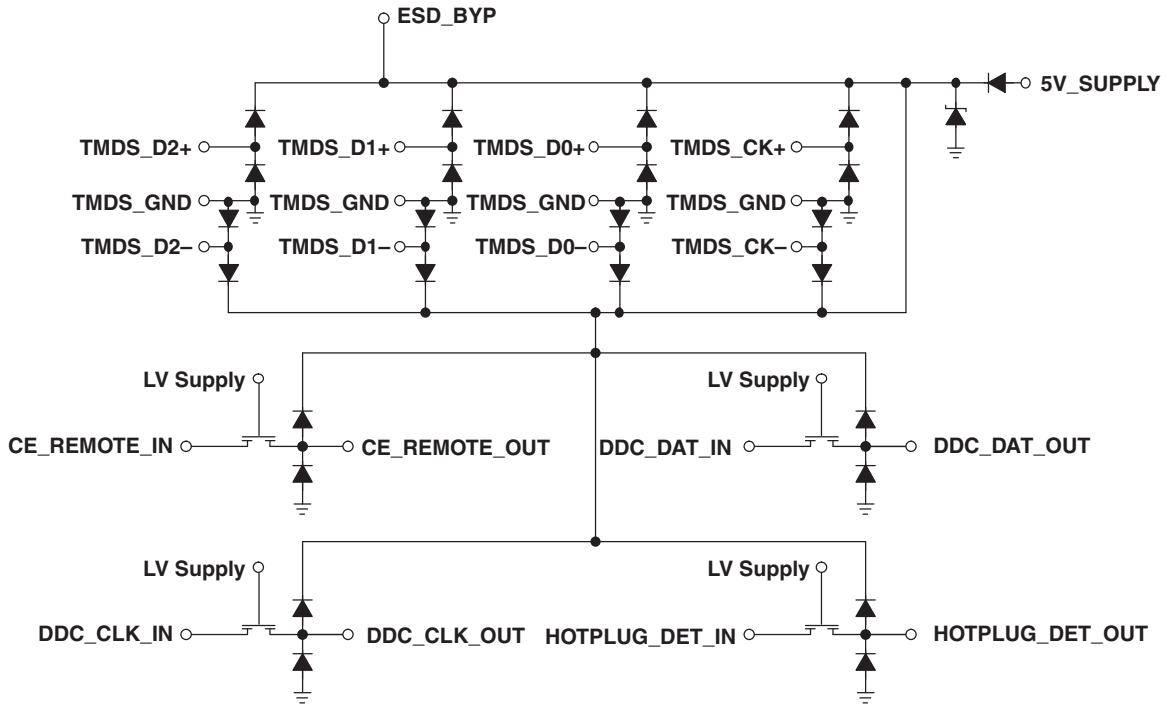 ESD_BYP
5V_SUPPLY
TMDS_D2+ TMDS_D1+ TMDS_D0+ TMDS_CK+
TMDS_GND TMDS_GND TMDS_GND TMDS_GND
TMDS_D2– TMDS_D1– TMDS_D0– TMDS_CK–
LV Supply LV Supply
CE_REMOTE_IN CE_REMOTE_OUT DDC_DAT_IN DDC_DAT_OUT
LV Supply LV Supply
DDC_CLK_IN DDC_CLK_OUT HOTPLUG_DET_IN HOTPLUG_DET_OUT